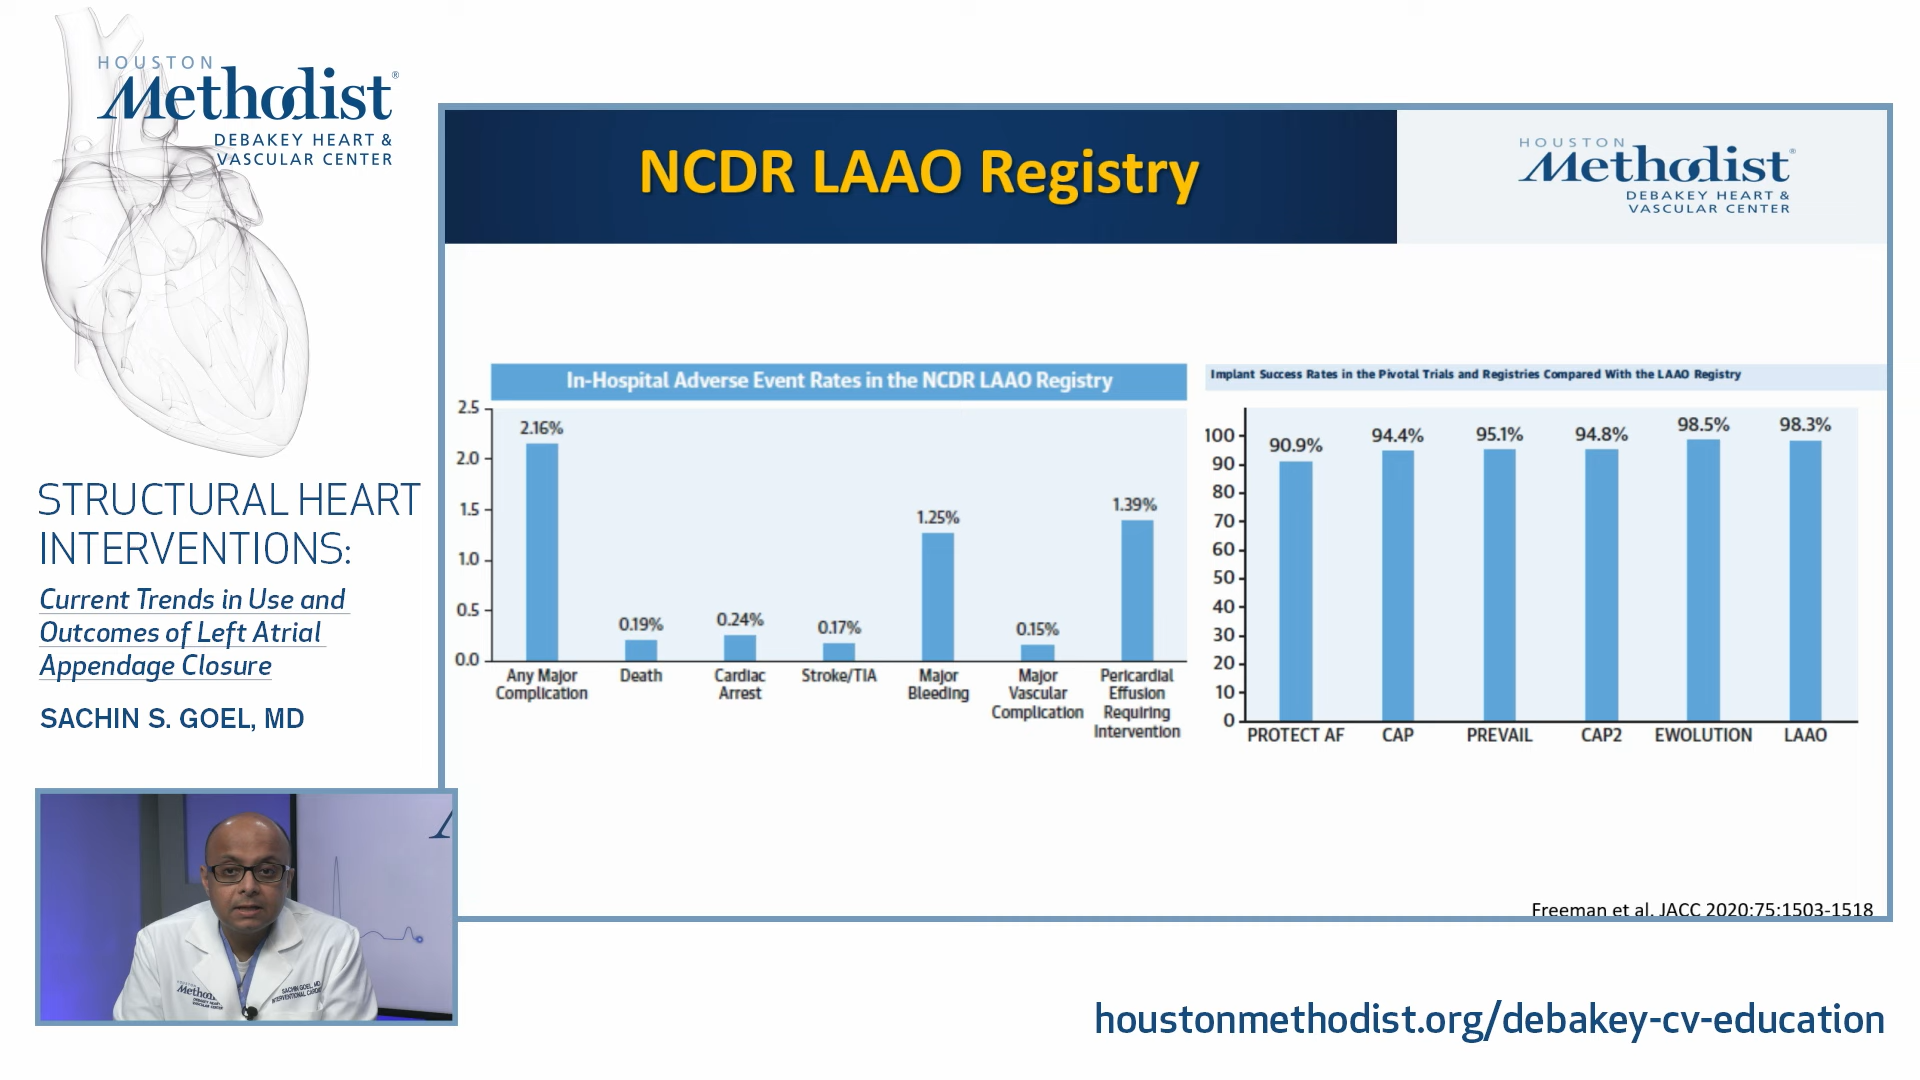 HOUSTON
Methodist®
DEBAKEY HEART &
VASCULAR CENTER
STRUCTURAL HEART
INTERVENTIONS:
Current Trends in Use and
Outcomes of Left Atrial
Appendage Closure
SACHIN S. GOEL, MD
NCDR LAAO Registry
HOUSTON
Methodist®
DEBAKEY HEART &
VASCULAR CENTER
In-Hospital Adverse Event Rates in the NCDR LAAO Registry
2.5
2.0
1.5
1.0
0.5
0.0
2.16%
0.19%
0.24%
0.17%
1.25%
0.15%
1.39%
Any Major
Complication
Death
Cardiac
Arrest
Stroke/TIA
Major
Bleeding
Major
Vascular
Complication
Pericardial
Effusion
Requiring
Intervention
Implant Success Rates in the Pivotal Trials and Registries Compared With the LAAO Registry
100
90
80
70
60
50
40
30
20
10
0
90.9%
94.4%
95.1%
94.8%
98.5%
98.3%
PROTECT AF
CAP
PREVAIL
CAP2
EWOLUTION
LAAO
Freeman et al. JACC 2020;75:1503-1518
SACHIN GOEL, MD
houstonmethodist.org/debakey-cv-education